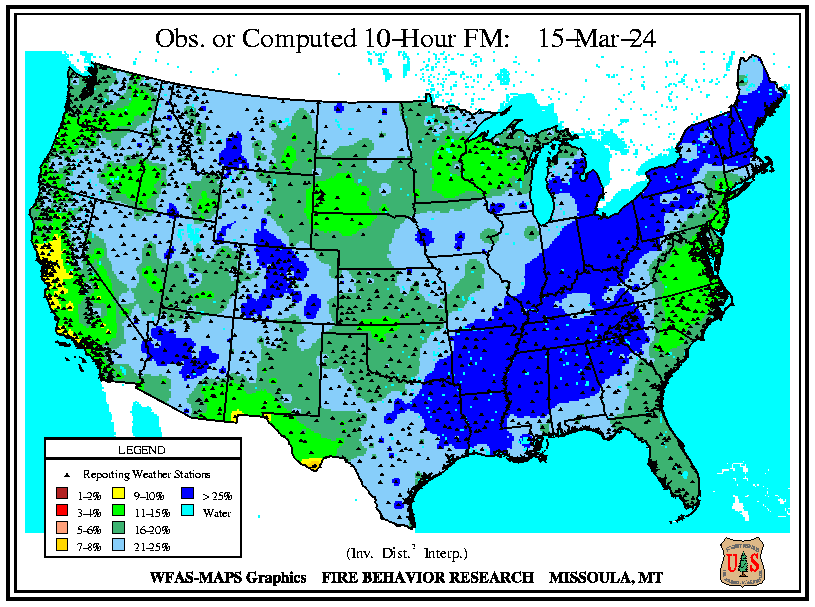 Obs. or Computed 10-Hour FM: 15-Mar-24
LEGEND
Reporting Weather Stations
1-2% 9-10% > 25%
3-4% 11-15% Water
5-6% 16-20%
7-8% 21-25%
(Inv. Dist.² Interp.)
WFAS-MAPS Graphics FIRE BEHAVIOR RESEARCH MISSOULA, MT
U S